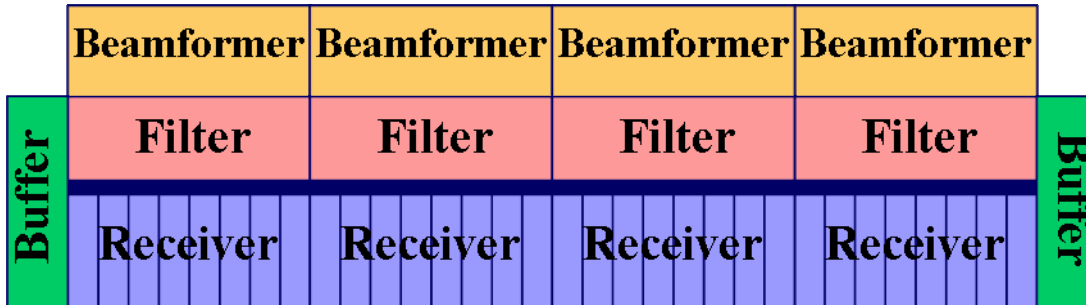 Beamformer Beamformer Beamformer Beamformer
Buffer
Filter Filter Filter Filter
Buffer
Receiver Receiver Receiver Receiver